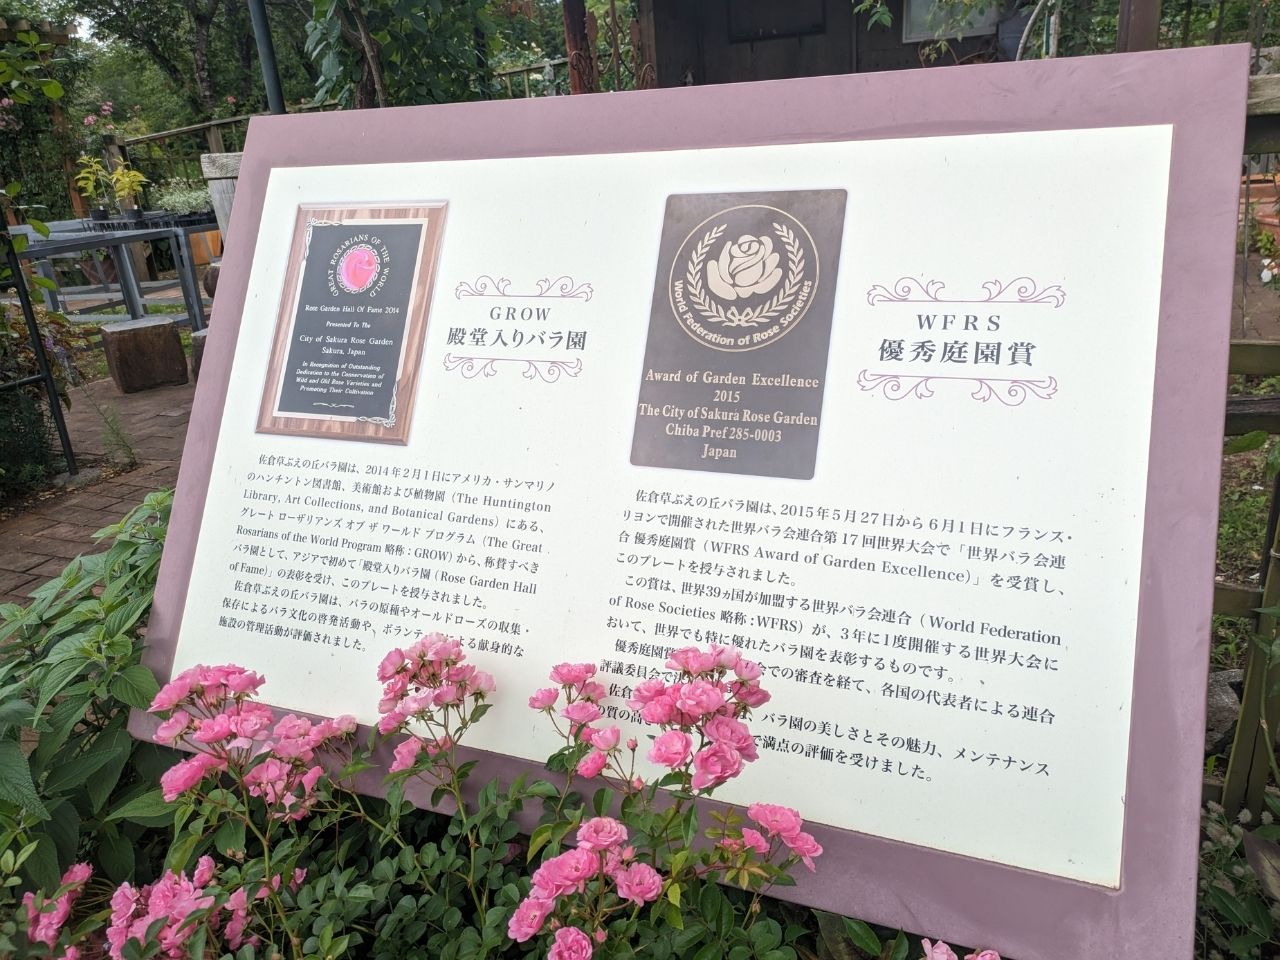 GREAT ROSARIANS OF THE WORLD
Rose Garden Hall Of Fame 2014
Presented To The
City of Sakura Rose Garden
Sakura, Japan
In Recognition of Outstanding
Dedication to the Conservation of
Wild and Old Rose Varieties and
Promoting Their Cultivation
GROW
殿堂入りバラ園
佐倉草ぶえの丘バラ園は、2014年2月1日にアメリカ・サンマリノ
のハンチントン図書館、美術館および植物園（The Huntington
Library, Art Collections, and Botanical Gardens）にある、
グレート ローザリアンズ オブ ザ ワールド プログラム（The Great
Rosarians of the World Program 略称：GROW）から、称賛すべき
バラ園として、アジアで初めて「殿堂入りバラ園（Rose Garden Hall
of Fame）」の表彰を受け、このプレートを授与されました。
佐倉草ぶえの丘バラ園は、バラの原種やオールドローズの収集・
保存によるバラ文化の啓発活動や、ボランテ による献身的な
施設の管理活動が評価されました。
World Federation of Rose Societies
Award of Garden Excellence
2015
The City of Sakura Rose Garden
Chiba Pref 285-0003
Japan
WFRS
優秀庭園賞
佐倉草ぶえの丘バラ園は、2015年5月27日から6月1日にフランス・
リヨンで開催された世界バラ会連合第17回世界大会で「世界バラ会連
合 優秀庭園賞（WFRS Award of Garden Excellence）」を受賞し、
このプレートを授与されました。
この賞は、世界39ヵ国が加盟する世界バラ会連合（World Federation
of Rose Societies 略称：WFRS）が、3年に1度開催する世界大会に
おいて、世界でも特に優れたバラ園を表彰するものです。
優秀庭園賞 会での審査を経て、各国の代表者による連合
評議委員会で決
佐倉 は、バラ園の美しさとその魅力、メンテナンス
の質の高さ で満点の評価を受けました。